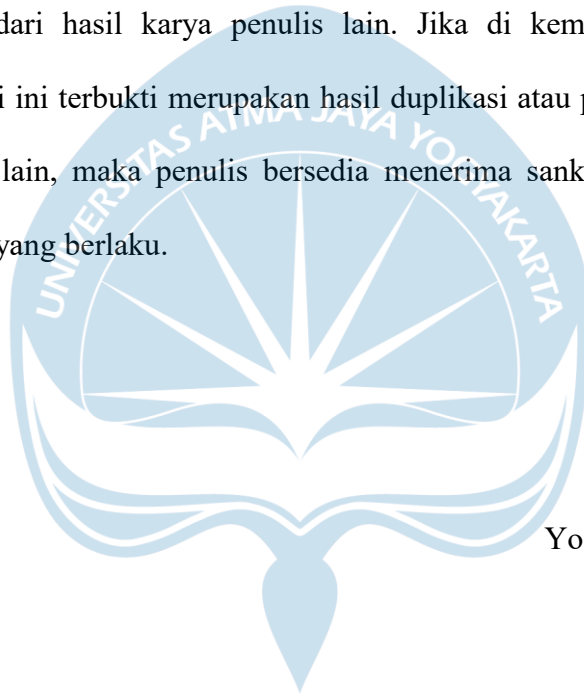 dari hasil karya penulis lain. Jika di kem
i ini terbukti merupakan hasil duplikasi atau p
UNIVERSITAS ATMA JAYA YOGYAKARTA
lain, maka penulis bersedia menerima sank
yang berlaku.
Yo